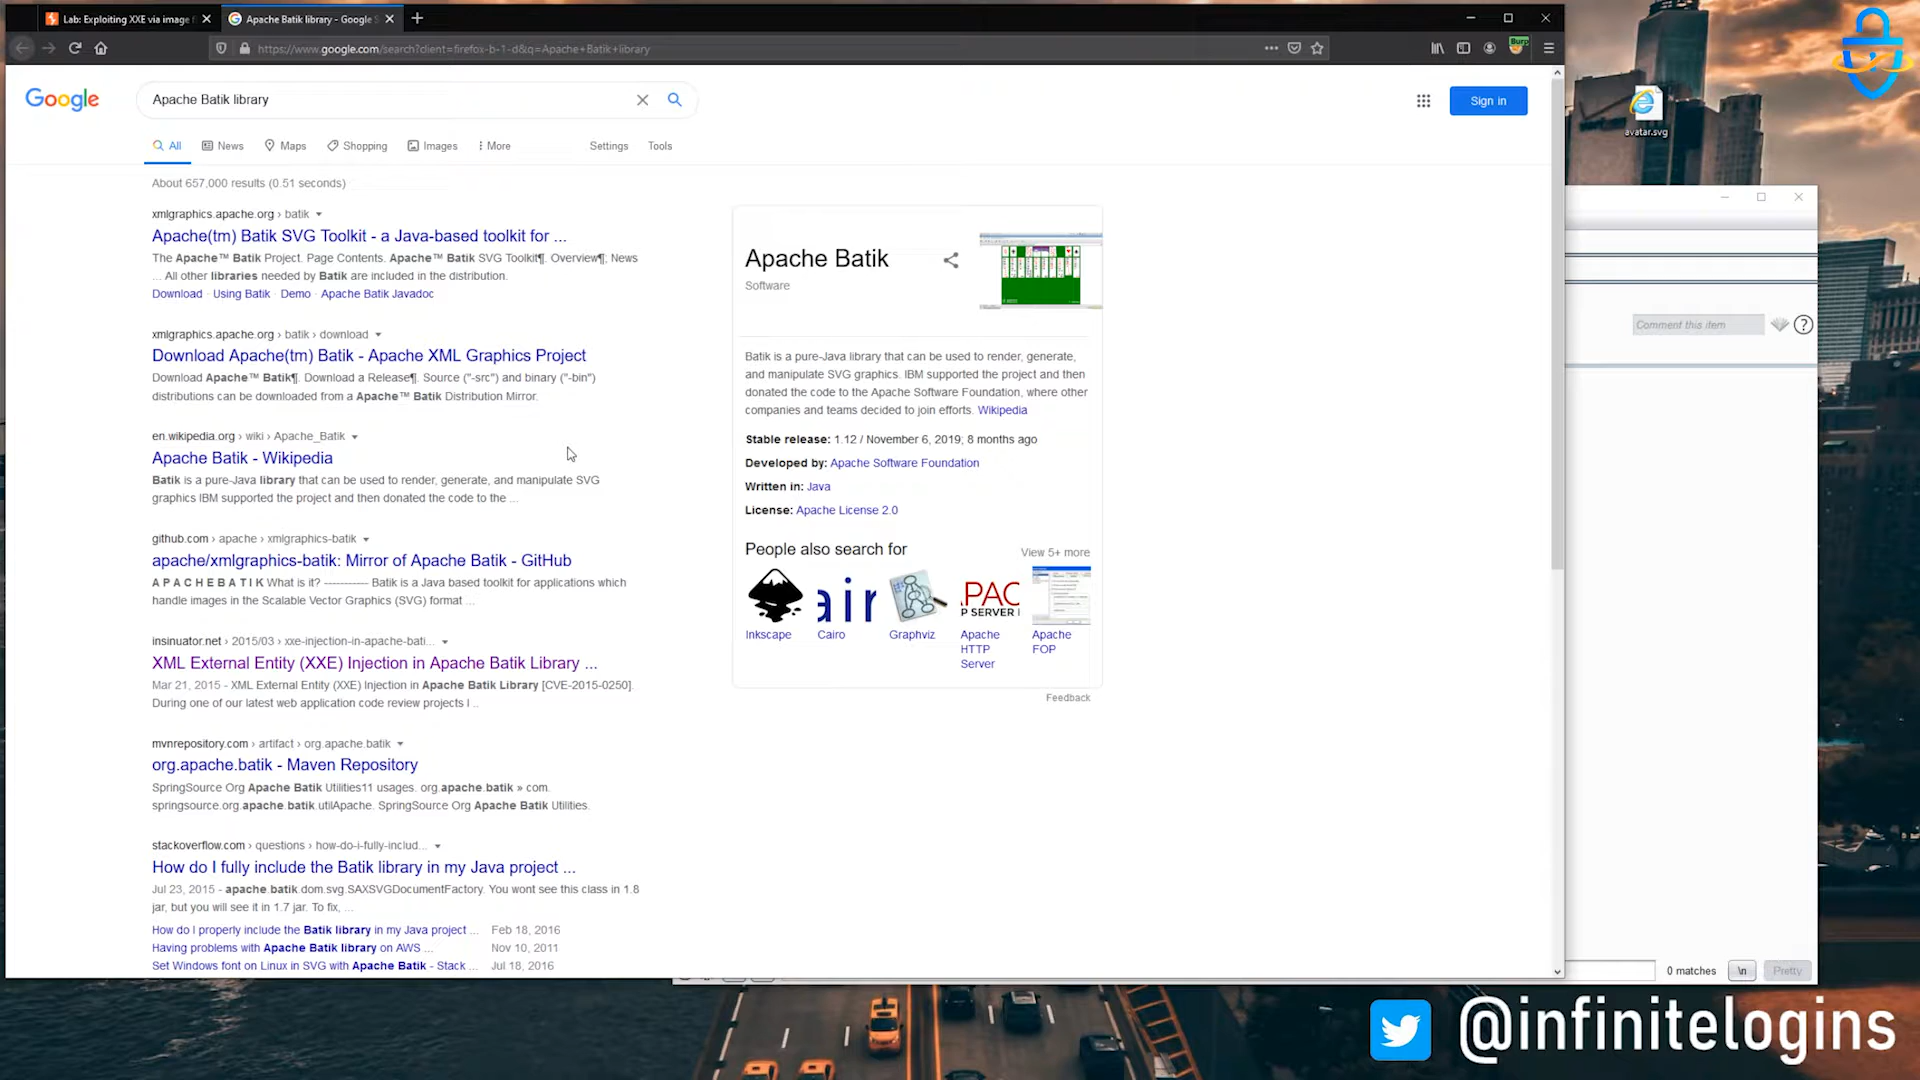 Lab: Exploiting XXE via image f
Apache Batik library - Google S
https://www.google.com/search?client=firefox-b-1-d&q=Apache+Batik+library
Burp
Google
Apache Batik library
Sign in
All
News
Maps
Shopping
Images
More
Settings
Tools
About 657,000 results (0.51 seconds)
xmlgraphics.apache.org › batik
Apache(tm) Batik SVG Toolkit - a Java-based toolkit for ...
The Apache™ Batik Project. Page Contents. Apache™ Batik SVG Toolkit¶. Overview¶, News
... All other libraries needed by Batik are included in the distribution.
Download · Using Batik · Demo · Apache Batik Javadoc
xmlgraphics.apache.org › batik › download
Download Apache(tm) Batik - Apache XML Graphics Project
Download Apache™ Batik¶. Download a Release¶. Source ("-src") and binary ("-bin")
distributions can be downloaded from a Apache™ Batik Distribution Mirror.
en.wikipedia.org › wiki › Apache_Batik
Apache Batik - Wikipedia
Batik is a pure-Java library that can be used to render, generate, and manipulate SVG
graphics IBM supported the project and then donated the code to the ...
github.com › apache › xmlgraphics-batik
apache/xmlgraphics-batik: Mirror of Apache Batik - GitHub
A P A C H E B A T I K What is it? ----------- Batik is a Java based toolkit for applications which
handle images in the Scalable Vector Graphics (SVG) format ...
insinuator.net › 2015/03 › xxe-injection-in-apache-bati...
XML External Entity (XXE) Injection in Apache Batik Library ...
Mar 21, 2015 - XML External Entity (XXE) Injection in Apache Batik Library [CVE-2015-0250].
During one of our latest web application code review projects I ..
mvnrepository.com › artifact › org.apache.batik
org.apache.batik - Maven Repository
SpringSource Org Apache Batik Utilities11 usages. org.apache.batik » com.
springsource.org.apache.batik.utilApache. SpringSource Org Apache Batik Utilities.
stackoverflow.com › questions › how-do-i-fully-includ...
How do I fully include the Batik library in my Java project ...
Jul 23, 2015 - apache.batik dom.svg.SAXSVGDocumentFactory. You wont see this class in 1.8
jar, but you will see it in 1.7 jar. To fix, ...
How do I properly include the Batik library in my Java project ... Feb 18, 2016
Having problems with Apache Batik library on AWS ... Nov 10, 2011
Set Windows font on Linux in SVG with Apache Batik - Stack ... Jul 18, 2016
Apache Batik
Software
Batik is a pure-Java library that can be used to render, generate,
and manipulate SVG graphics. IBM supported the project and then
donated the code to the Apache Software Foundation, where other
companies and teams decided to join efforts. Wikipedia
Stable release: 1.12 / November 6, 2019; 8 months ago
Developed by: Apache Software Foundation
Written in: Java
License: Apache License 2.0
People also search for
View 5+ more
air
PAC
P SERVER
Inkscape
Cairo
Graphviz
Apache
HTTP
Server
Apache
FOP
Feedback
avatar.svg
Comment this item
?
0 matches
\n
Pretty
@infinitelogins